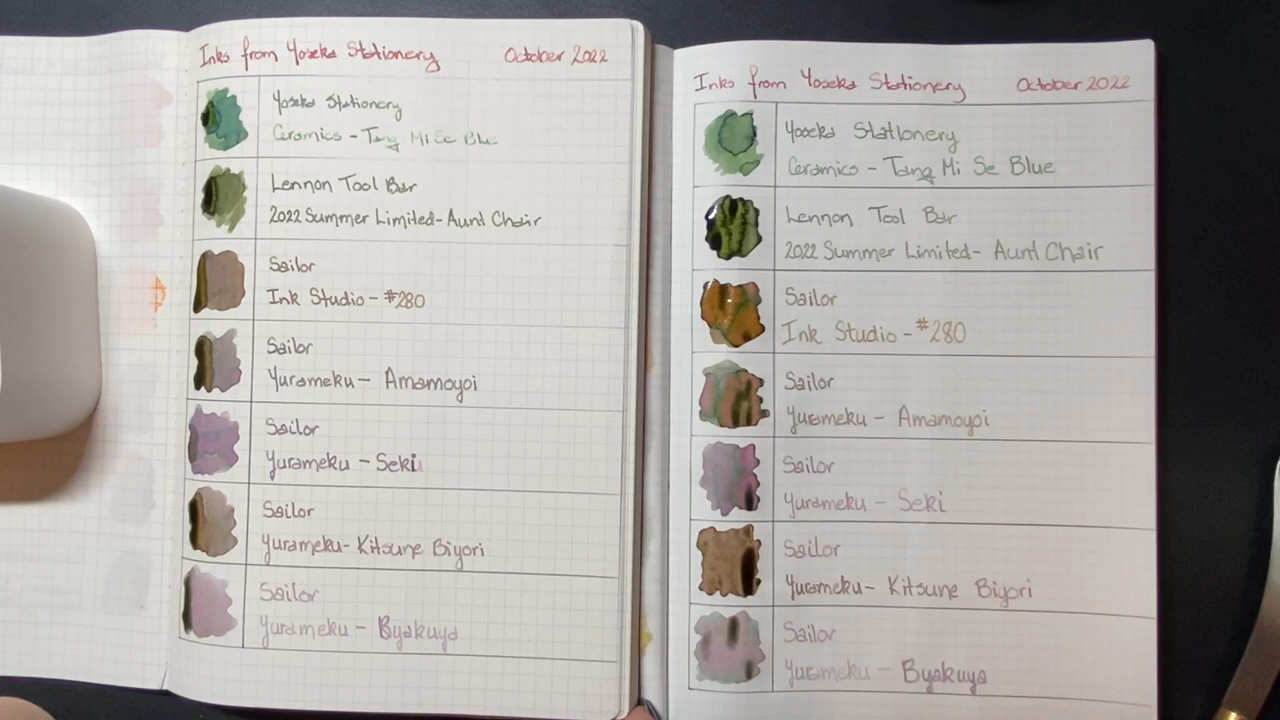 Inks from Yoseka Stationery October 2022
Yoseka Stationery
Ceramics - Tang Mi Se Blue
Lennon Tool Bar
2022 Summer Limited - Aunt Chair
Sailor
Ink Studio - #280
Sailor
Yurameku - Amamoyoi
Sailor
Yurameku - Seki
Sailor
Yurameku - Kitsune Biyori
Sailor
Yurameku - Byakuya
Inks from Yoseka Stationery October 2022
Yoseka Stationery
Ceramics - Tang Mi Se Blue
Lennon Tool Bar
2022 Summer Limited - Aunt Chair
Sailor
Ink Studio - #280
Sailor
Yurameku - Amamoyoi
Sailor
Yurameku - Seki
Sailor
Yurameku - Kitsune Biyori
Sailor
Yurameku - Byakuya